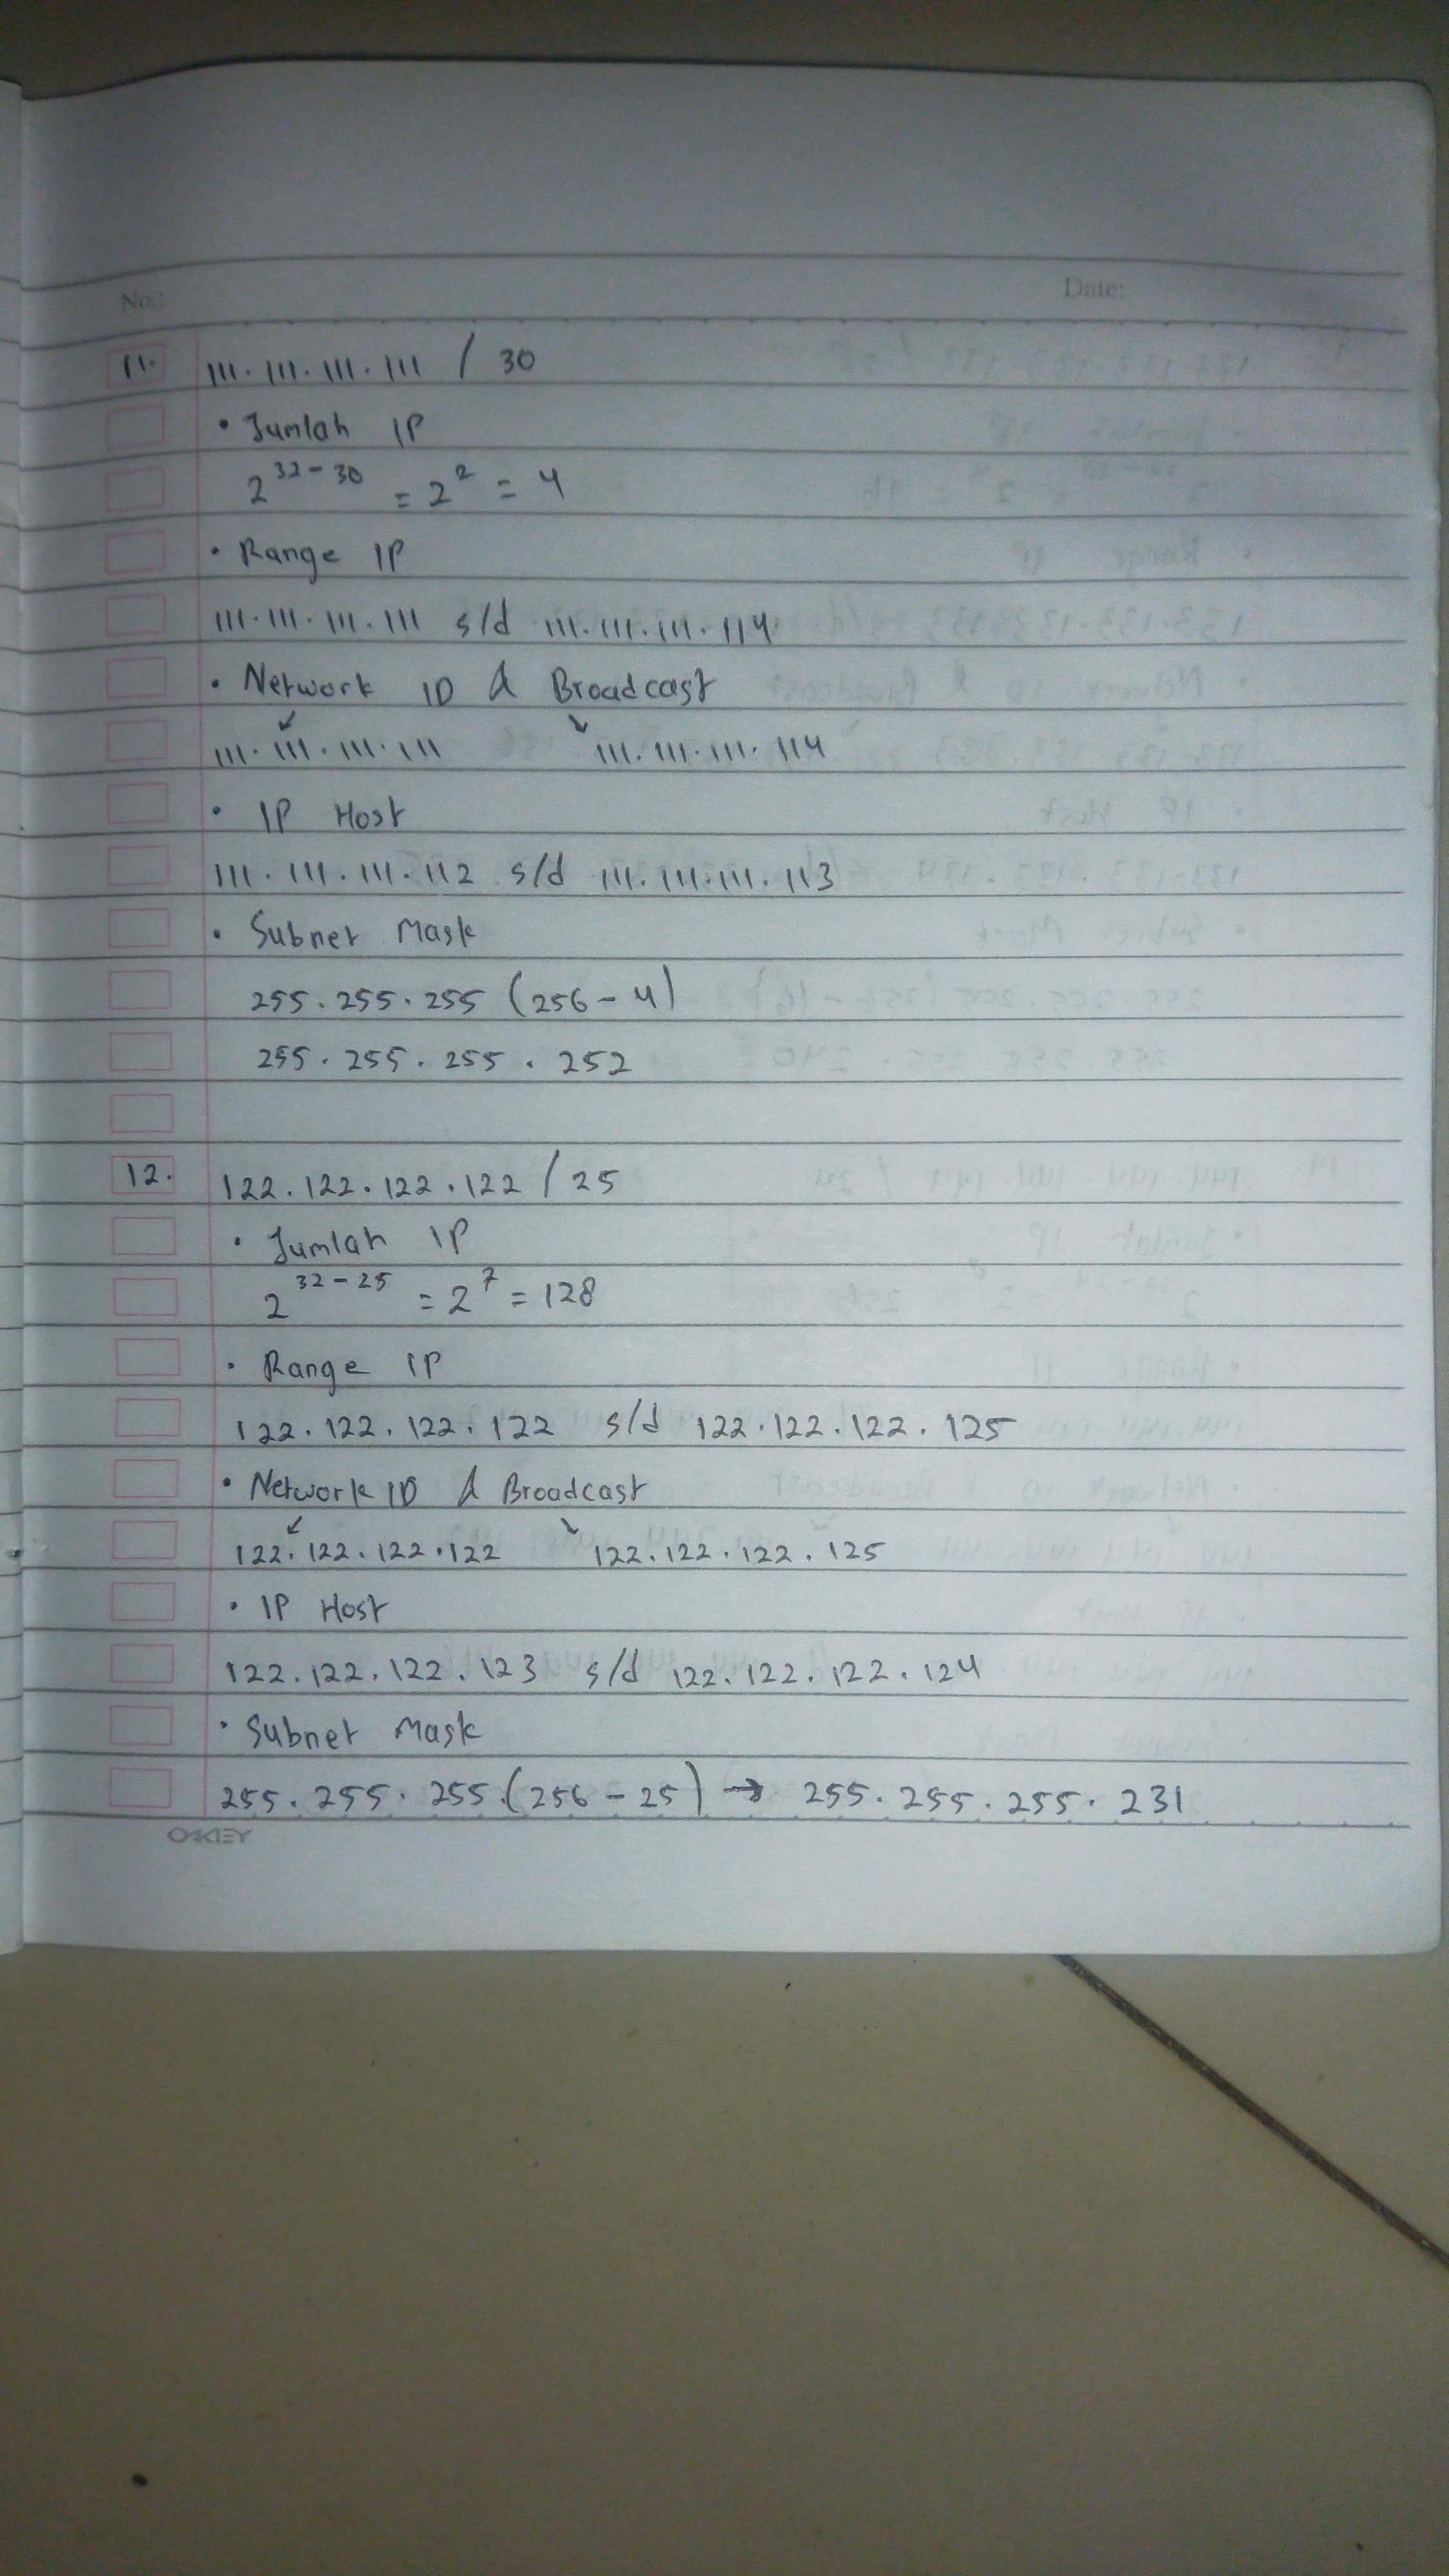 No.:
Date:
11. 111.111.111.111 / 30
• Jumlah IP
2^32-30 = 2^2 = 4
• Range IP
111.111.111.111 s/d 111.111.111.114
• Network ID & Broadcast
111.111.111.111 111.111.111.114
• IP Host
111.111.111.112 s/d 111.111.111.113
• Subnet Mask
255.255.255 (256-4)
255.255.255.252
12. 122.122.122.122 / 25
• Jumlah IP
2^32-25 = 2^7 = 128
• Range IP
122.122.122.122 s/d 122.122.122.125
• Network ID & Broadcast
122.122.122.122 122.122.122.125
• IP Host
122.122.122.123 s/d 122.122.122.124
• Subnet Mask
255.255.255.(256-25) → 255.255.255.231
OKEY